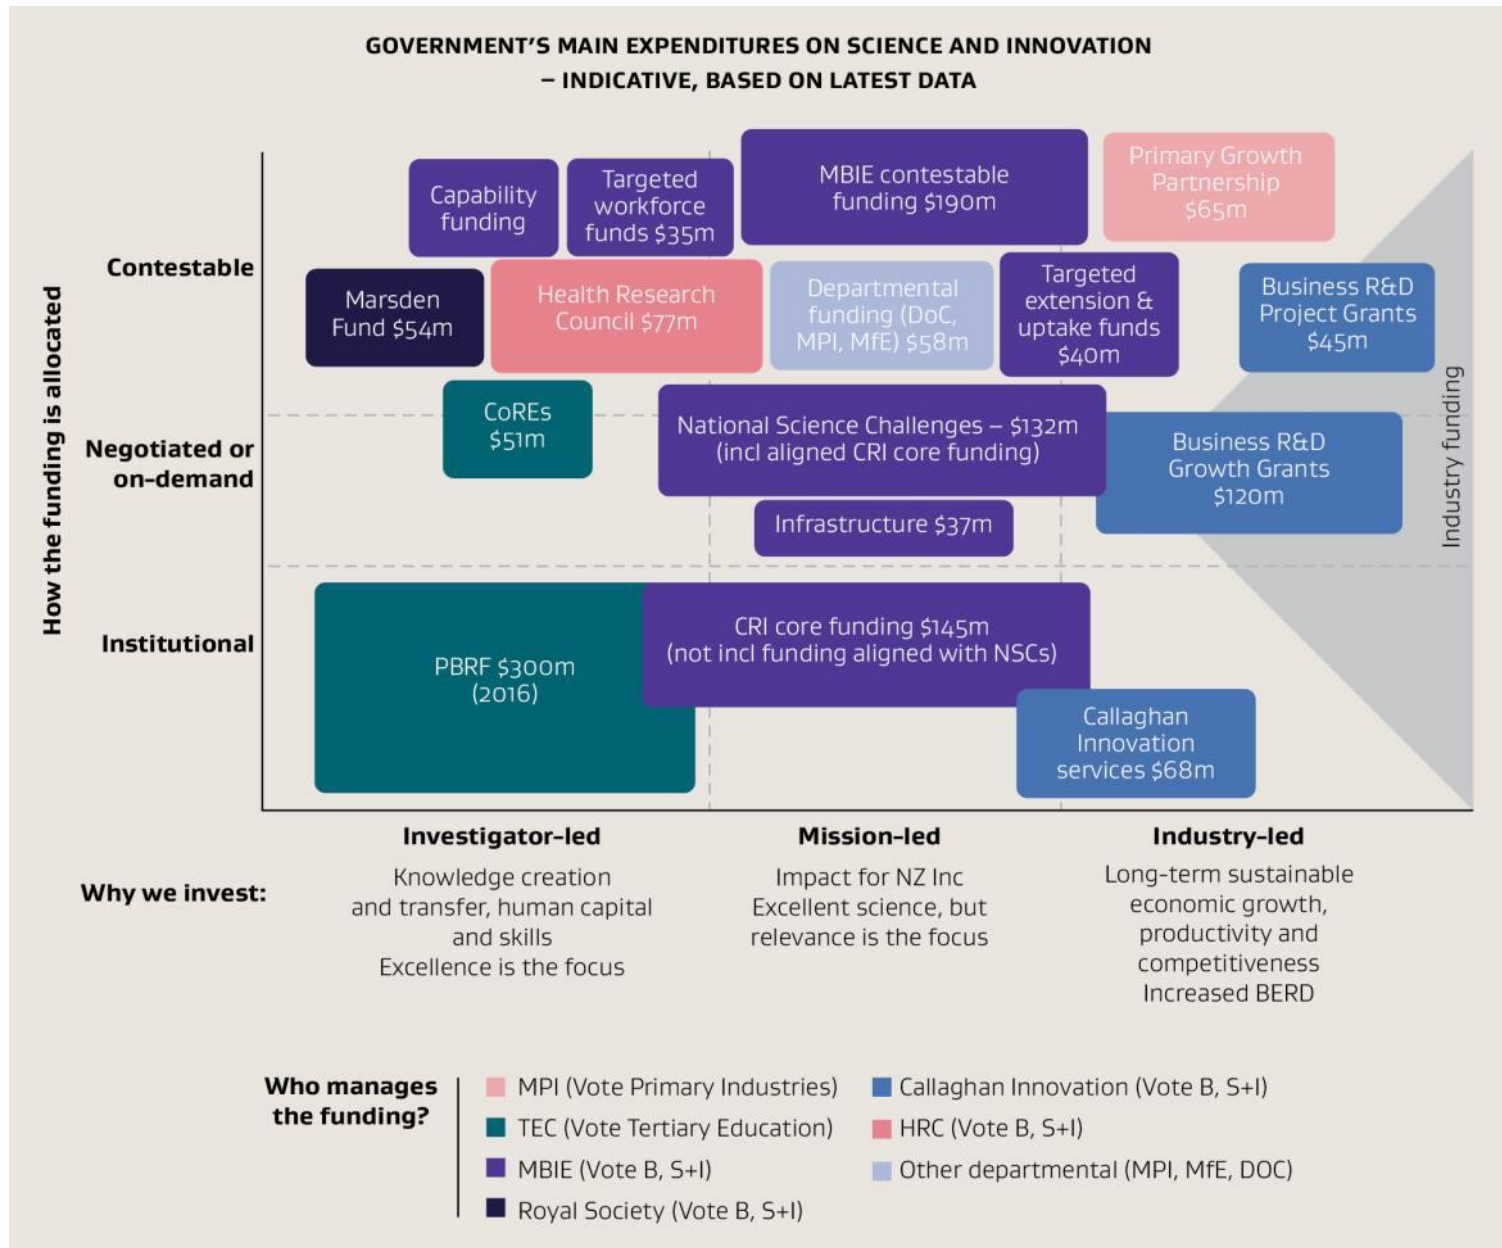 GOVERNMENT'S MAIN EXPENDITURES ON SCIENCE AND INNOVATION
– INDICATIVE, BASED ON LATEST DATA
How the funding is allocated
Contestable
Negotiated or
on-demand
Institutional
Capability
funding
Targeted
workforce
funds $35m
MBIE contestable
funding $190m
Primary Growth
Partnership
$65m
Marsden
Fund $54m
Health Research
Council $77m
Departmental
funding (DoC,
MPI, MfE) $58m
Targeted
extension &
uptake funds
$40m
Business R&D
Project Grants
$45m
CoREs
$51m
National Science Challenges – $132m
(incl aligned CRI core funding)
Business R&D
Growth Grants
$120m
Infrastructure $37m
Industry funding
PBRF $300m
(2016)
CRI core funding $145m
(not incl funding aligned with NSCs)
Callaghan
Innovation
services $68m
Why we invest:
Investigator-led
Knowledge creation
and transfer, human capital
and skills
Excellence is the focus
Mission-led
Impact for NZ Inc
Excellent science, but
relevance is the focus
Industry-led
Long-term sustainable
economic growth,
productivity and
competitiveness
Increased BERD
Who manages
the funding?
MPI (Vote Primary Industries)
TEC (Vote Tertiary Education)
MBIE (Vote B, S+I)
Royal Society (Vote B, S+I)
Callaghan Innovation (Vote B, S+I)
HRC (Vote B, S+I)
Other departmental (MPI, MfE, DOC)